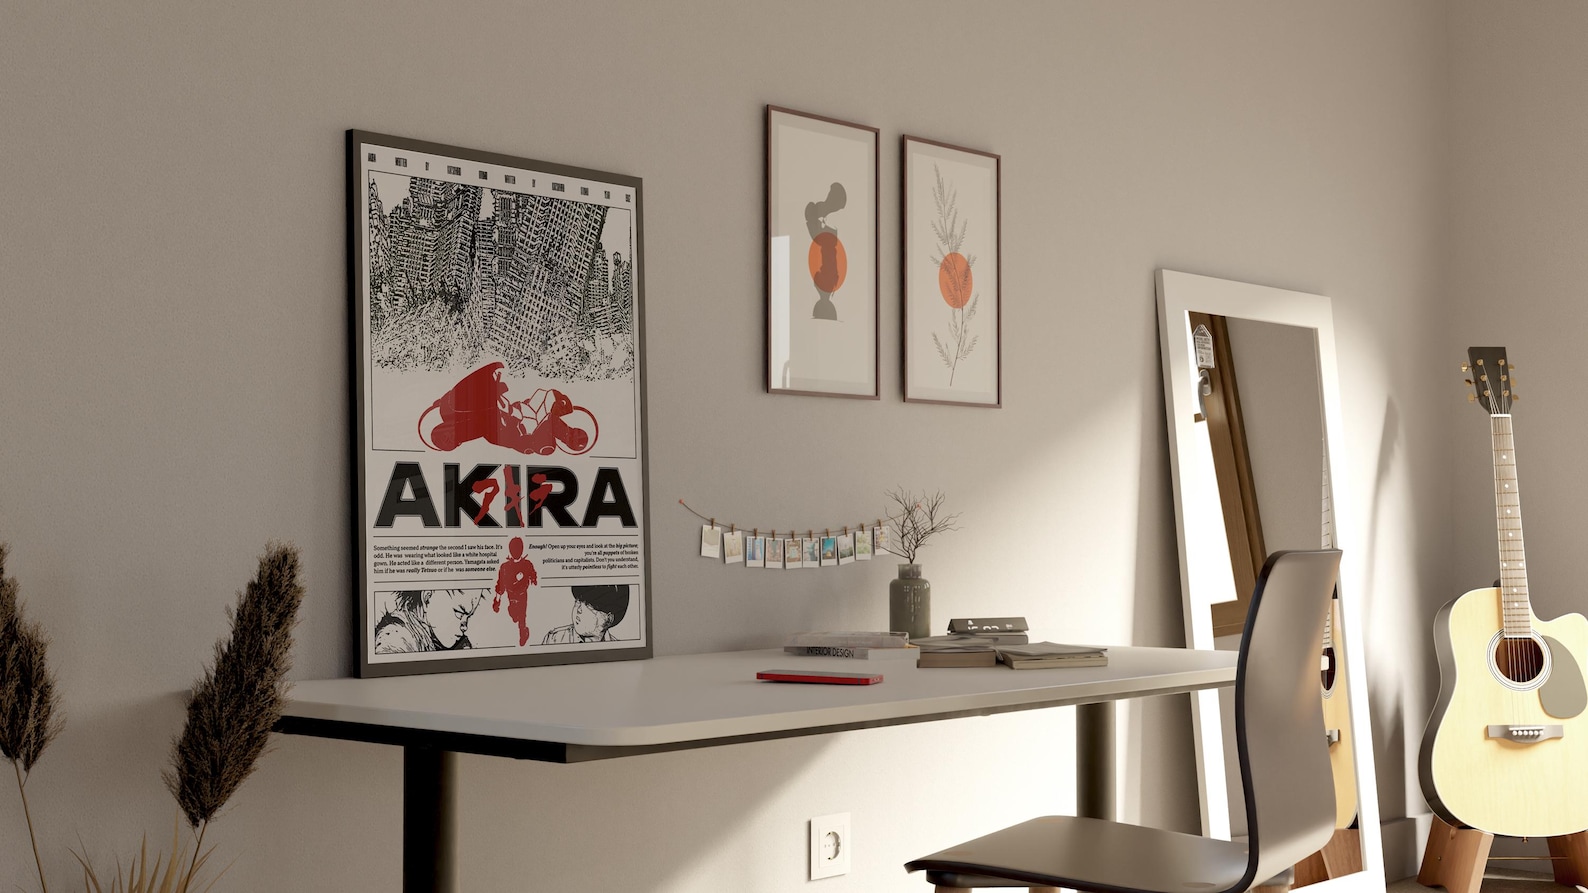 AKIRA
アキラ
Something seemed strange the second I saw his face. It's
odd. He was wearing what looked like a white hospital
gown. He acted like a different person. Yamagata asked
him if he was really Tetsuo or if he was someone else.
Enough! Open up your eyes and look at the big picture;
you're all puppets of broken
politicians and capitalists. Don't you understand,
it's utterly pointless to fight each other.
INTERIOR DESIGN